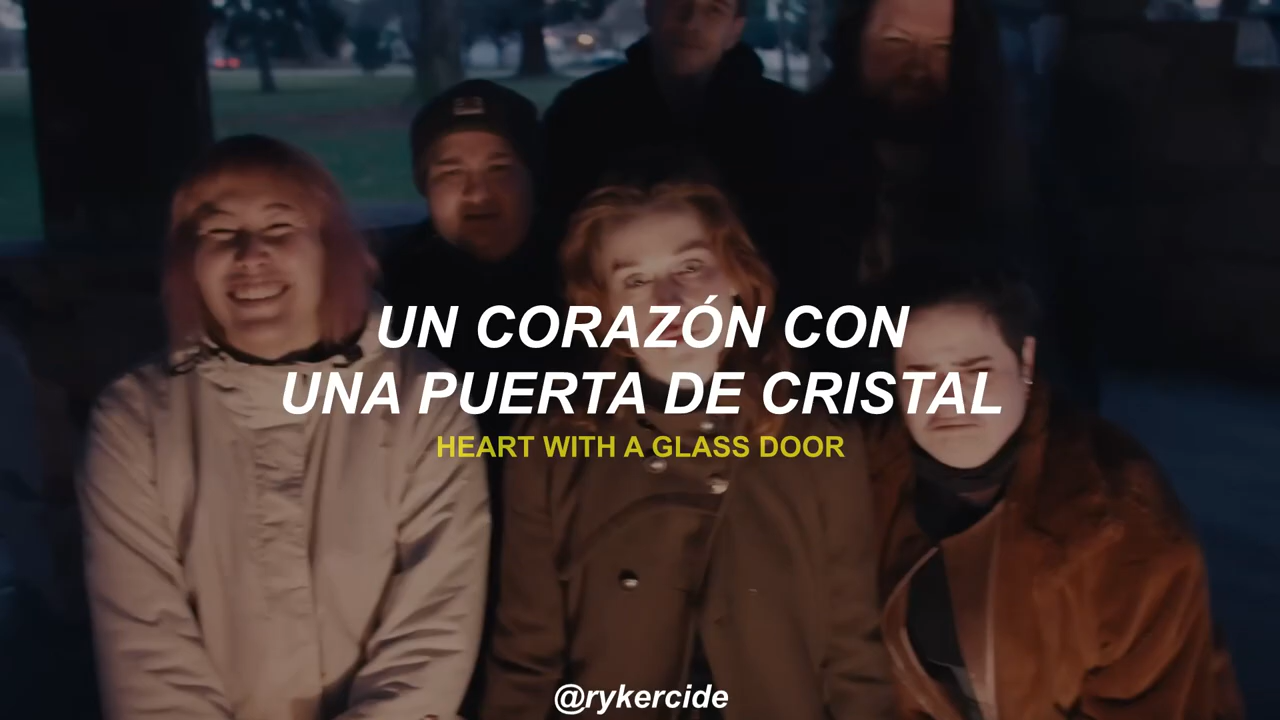 UN CORAZÓN CON
UNA PUERTA DE CRISTAL
HEART WITH A GLASS DOOR
@rykercide